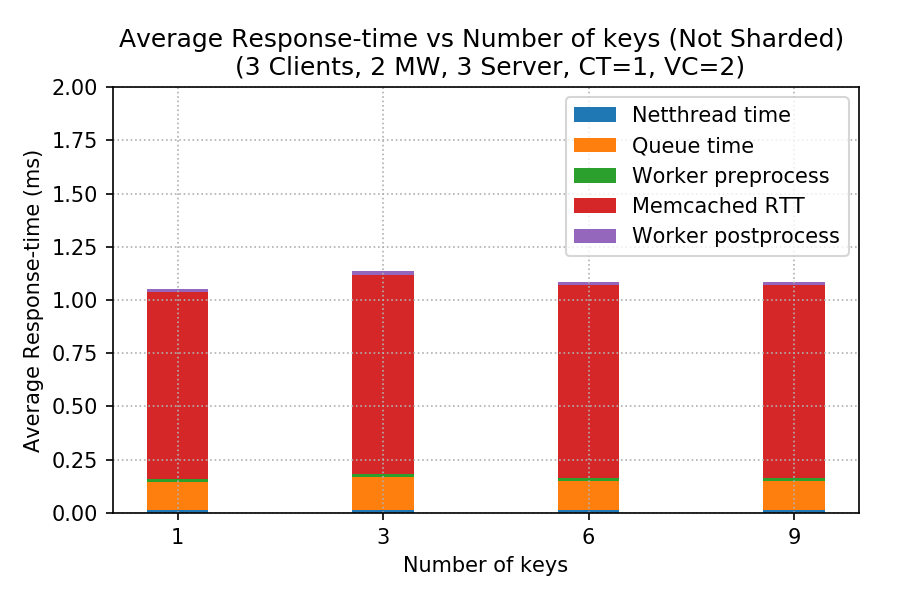 Average Response-time vs Number of keys (Not Sharded)
(3 Clients, 2 MW, 3 Server, CT=1, VC=2)
Netthread time
Queue time
Worker preprocess
Memcached RTT
Worker postprocess
Average Response-time (ms)
2.00
1.75
1.50
1.25
1.00
0.75
0.50
0.25
0.00
1 3 6 9
Number of keys